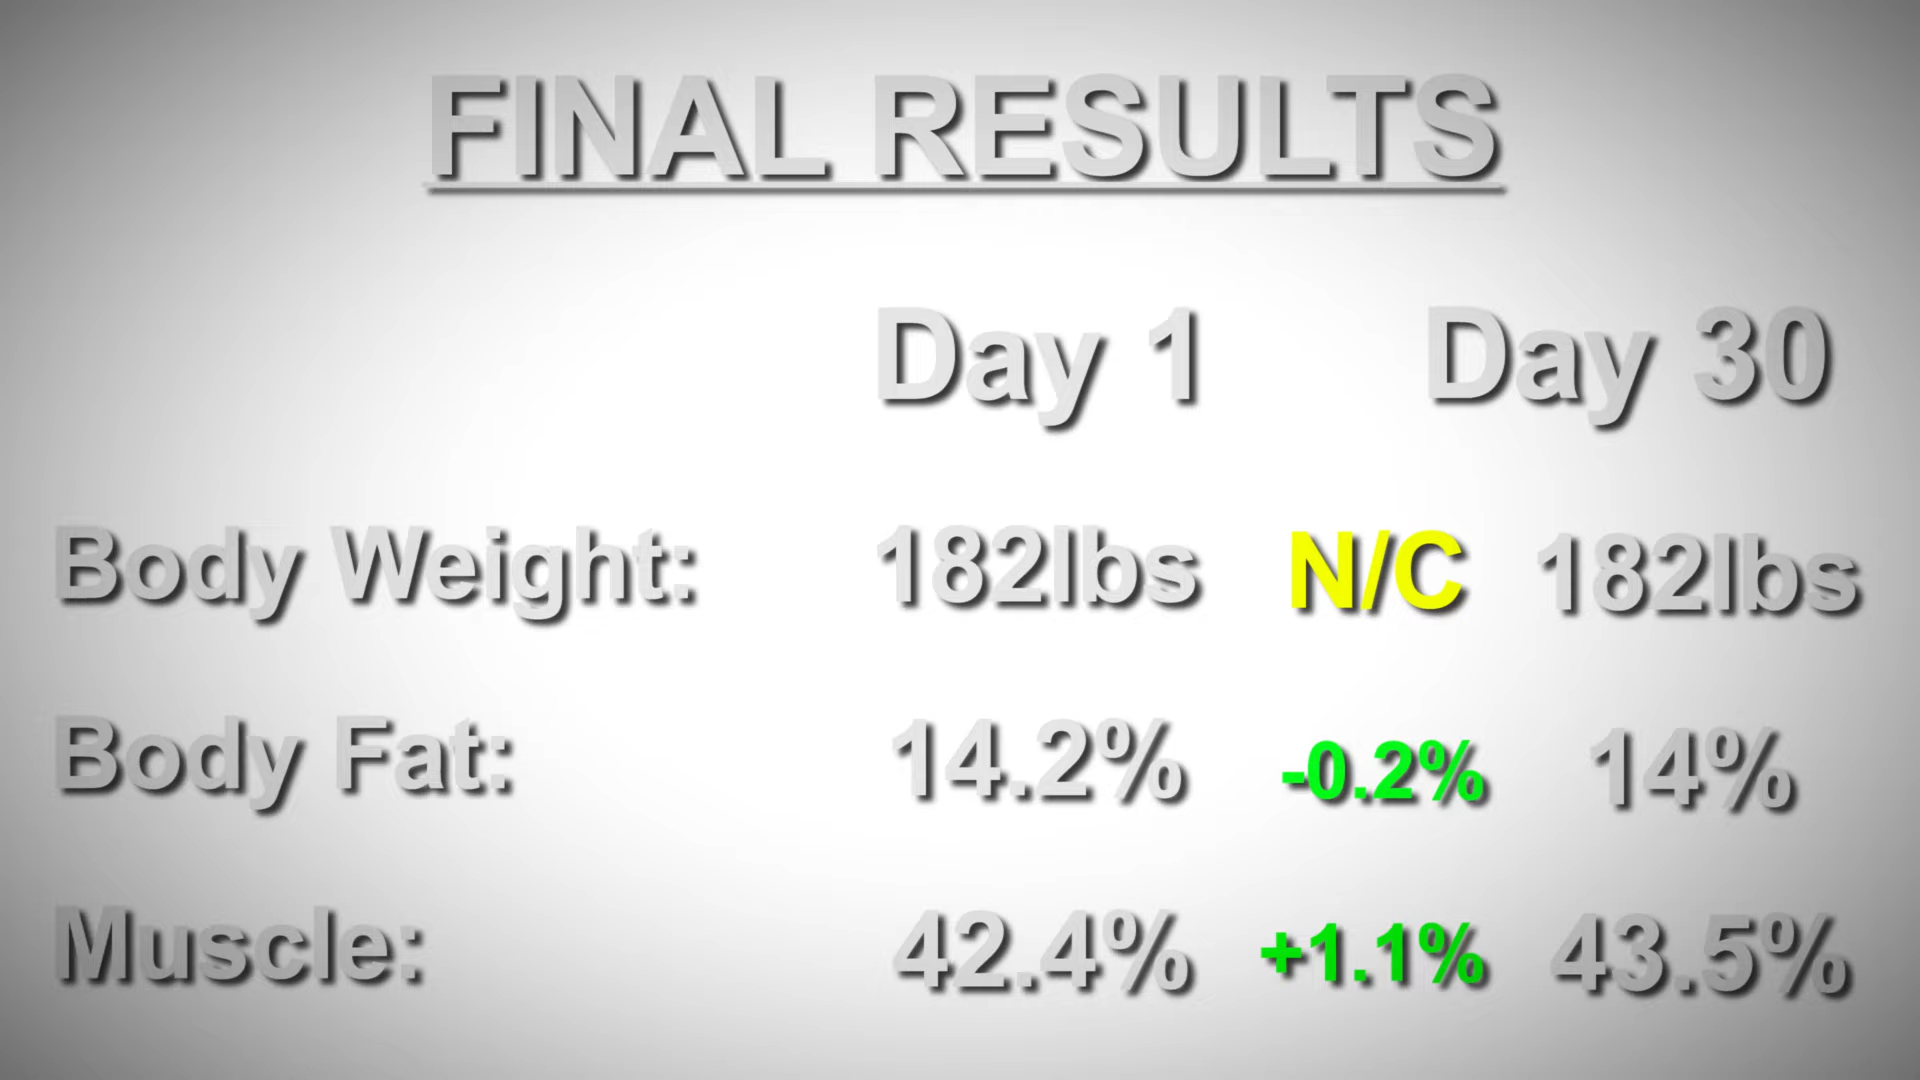 FINAL RESULTS
Day 1 Day 30
Body Weight: 182lbs N/C 182lbs
Body Fat: 14.2% -0.2% 14%
Muscle: 42.4% +1.1% 43.5%